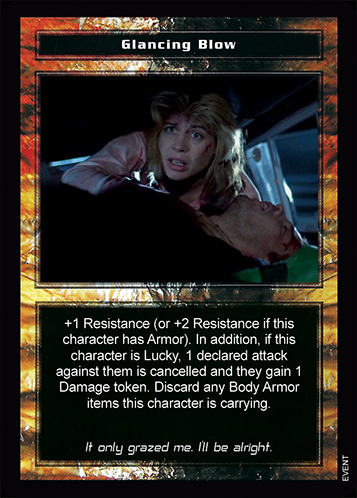 Glancing Blow
+1 Resistance (or +2 Resistance if this
character has Armor). In addition, if this
character is Lucky, 1 declared attack
against them is cancelled and they gain 1
Damage token. Discard any Body Armor
items this character is carrying.
It only grazed me. I'll be alright.
EVENT